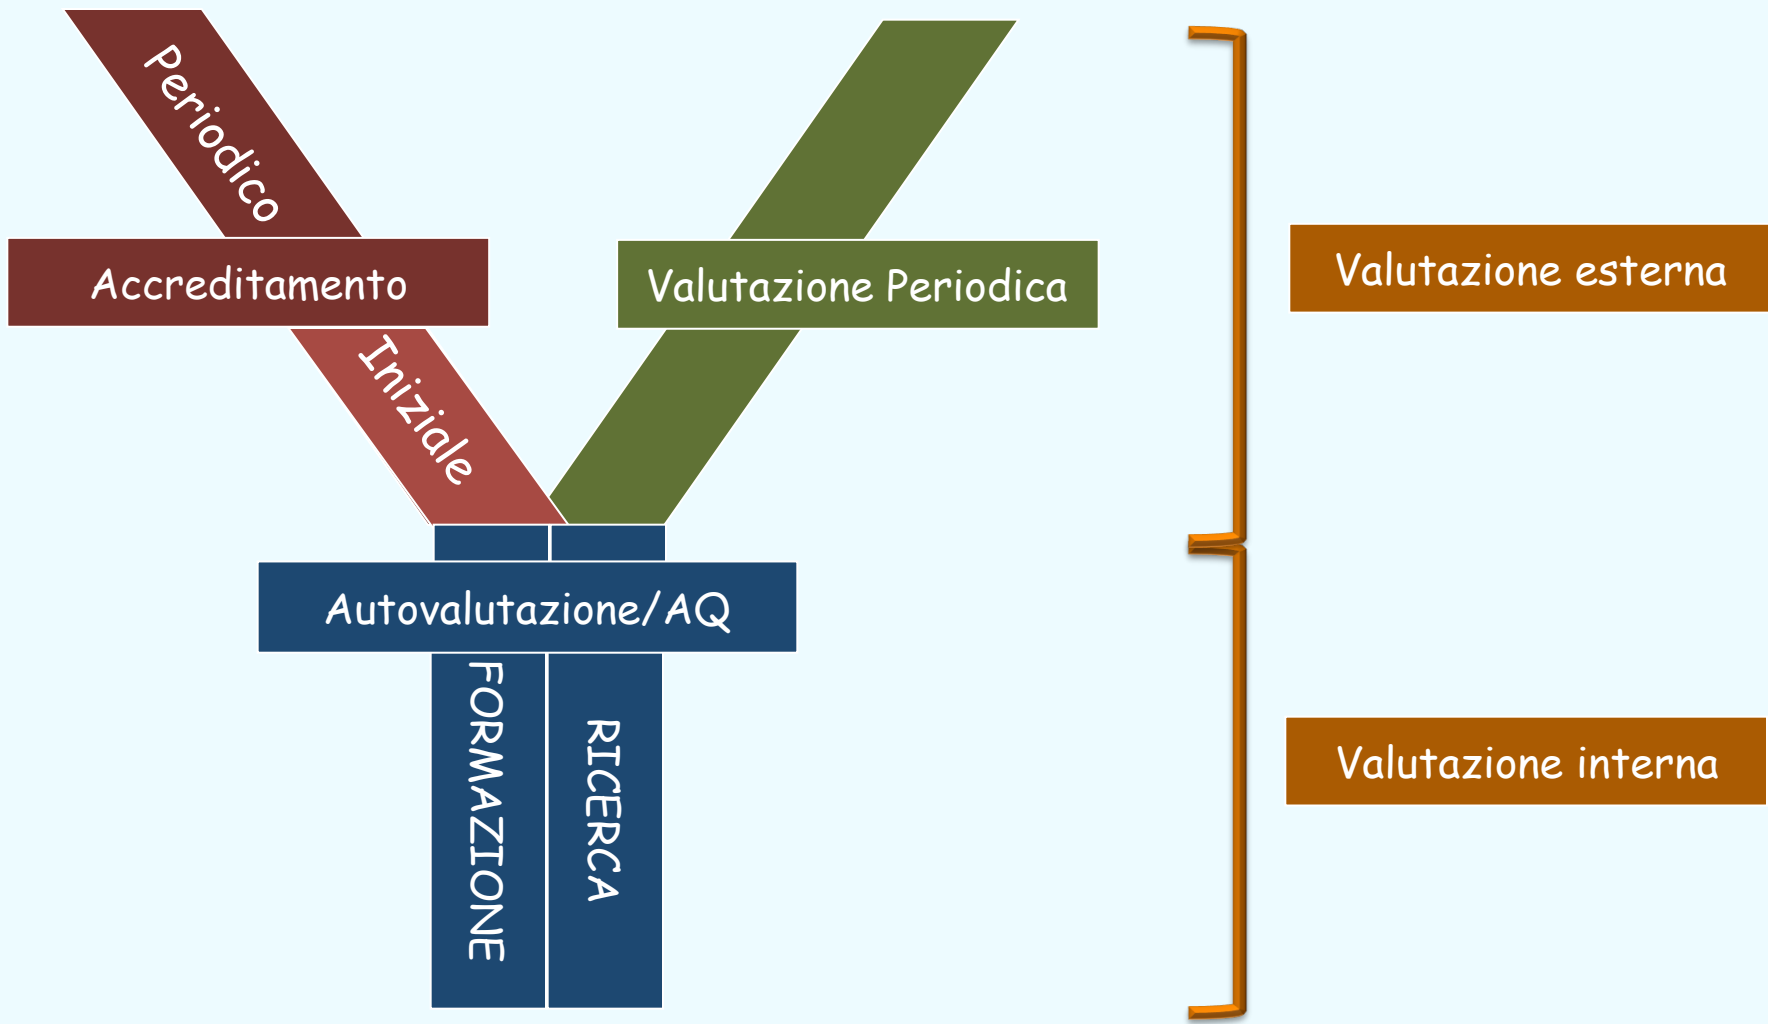 Periodico
Accreditamento
Valutazione Periodica
Valutazione esterna
Iniziale
Autovalutazione/AQ
FORMAZIONE
RICERCA
Valutazione interna